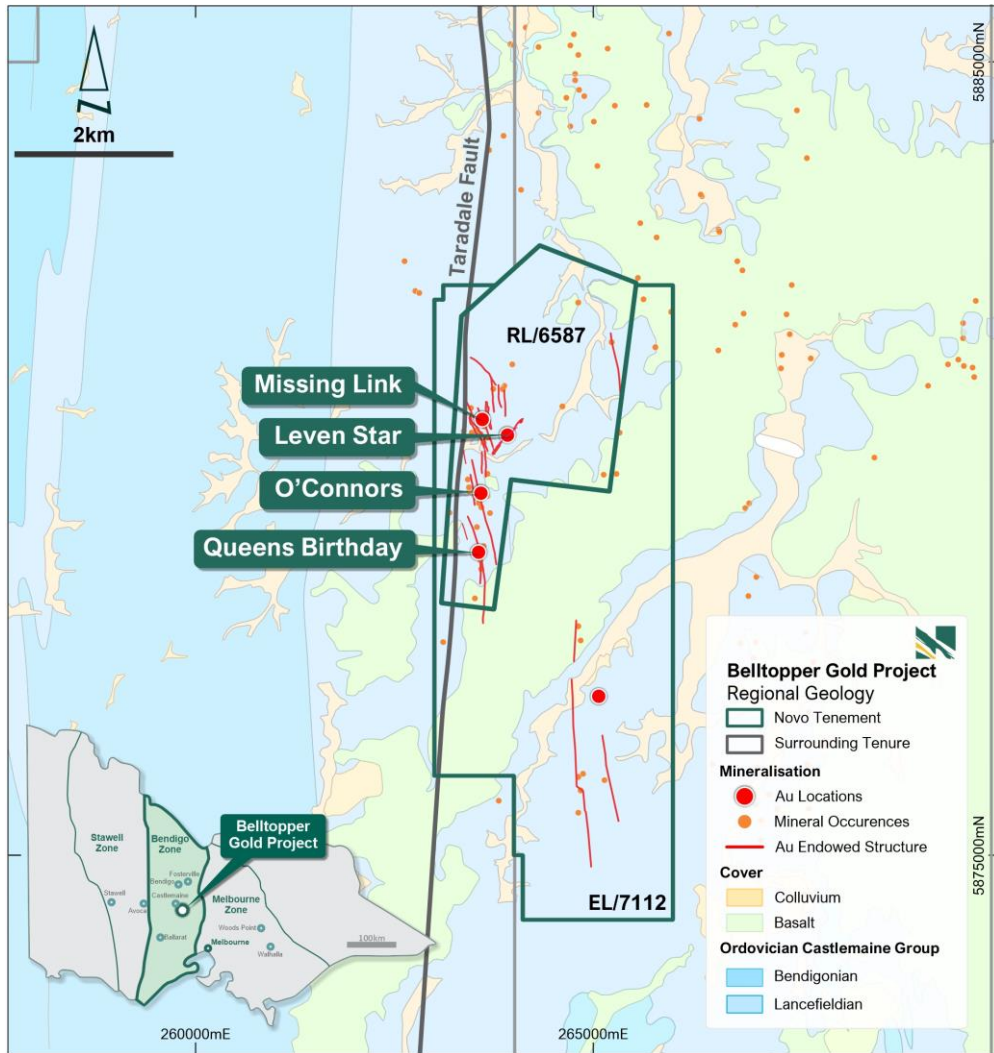 N
2km
Taradale Fault
5885000mN
RL/6587
Missing Link
Leven Star
O'Connors
Queens Birthday
EL/7112
5875000mN
260000mE
265000mE
Belltopper Gold Project
Regional Geology
Novo Tenement
Surrounding Tenure
Mineralisation
Au Locations
Mineral Occurences
Au Endowed Structure
Cover
Colluvium
Basalt
Ordovician Castlemaine Group
Bendigonian
Lancefieldian
Belltopper
Gold Project
Stawell
Zone
Bendigo
Zone
Melbourne
Zone
Fosterville
Bendigo
Stawell
Castlemaine
Avoca
Ballarat
Melbourne
Woods Point
Walhalla
100km